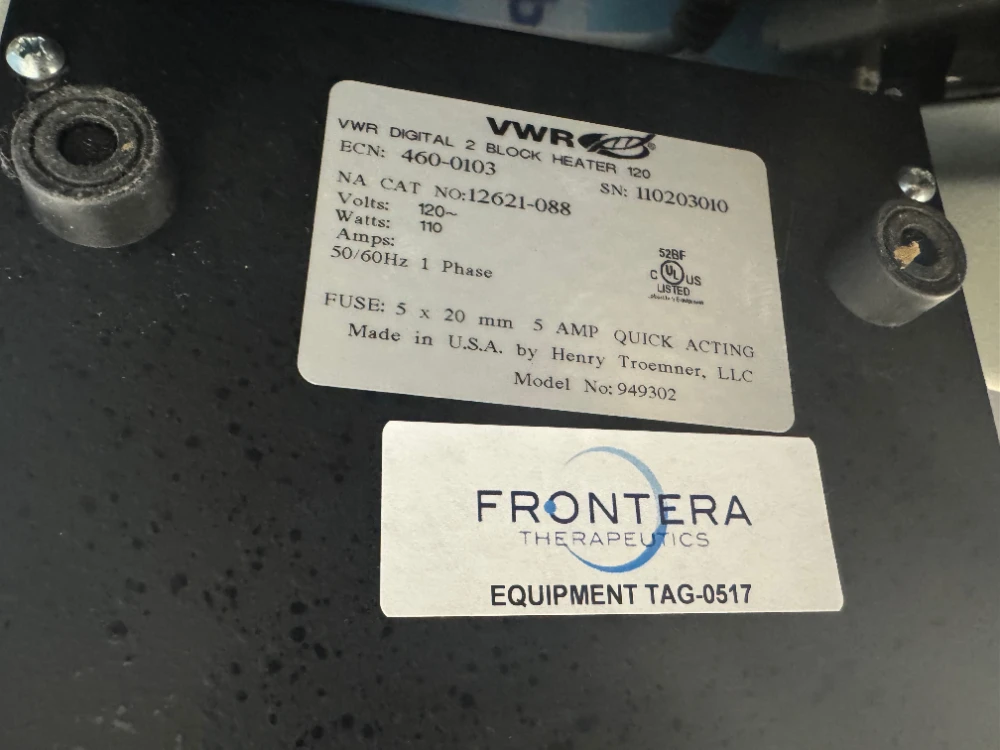 VWR
VWR DIGITAL 2 BLOCK HEATER 120
ECN: 460-0103
SN: 110203010
NA CAT NO:12621-088
Volts: 120~
Watts: 110
Amps:
50/60Hz 1 Phase
52BF
C UL US
LISTED
FUSE: 5 x 20 mm 5 AMP QUICK ACTING
Made in U.S.A. by Henry Troemner, LLC
Model No: 949302
FRONTERA
THERAPEUTICS
EQUIPMENT TAG-0517